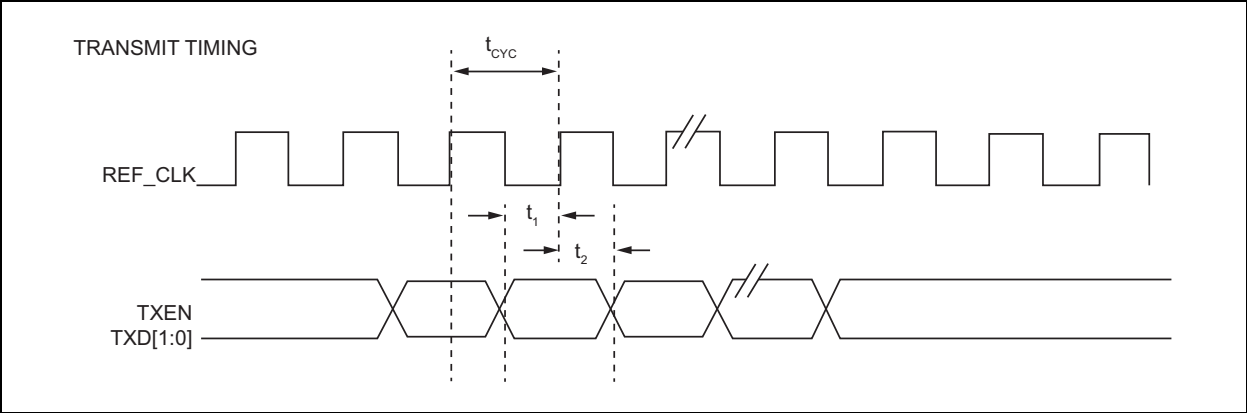 TRANSMIT TIMING
tCYC
REF_CLK
t1
t2
TXEN
TXD[1:0]